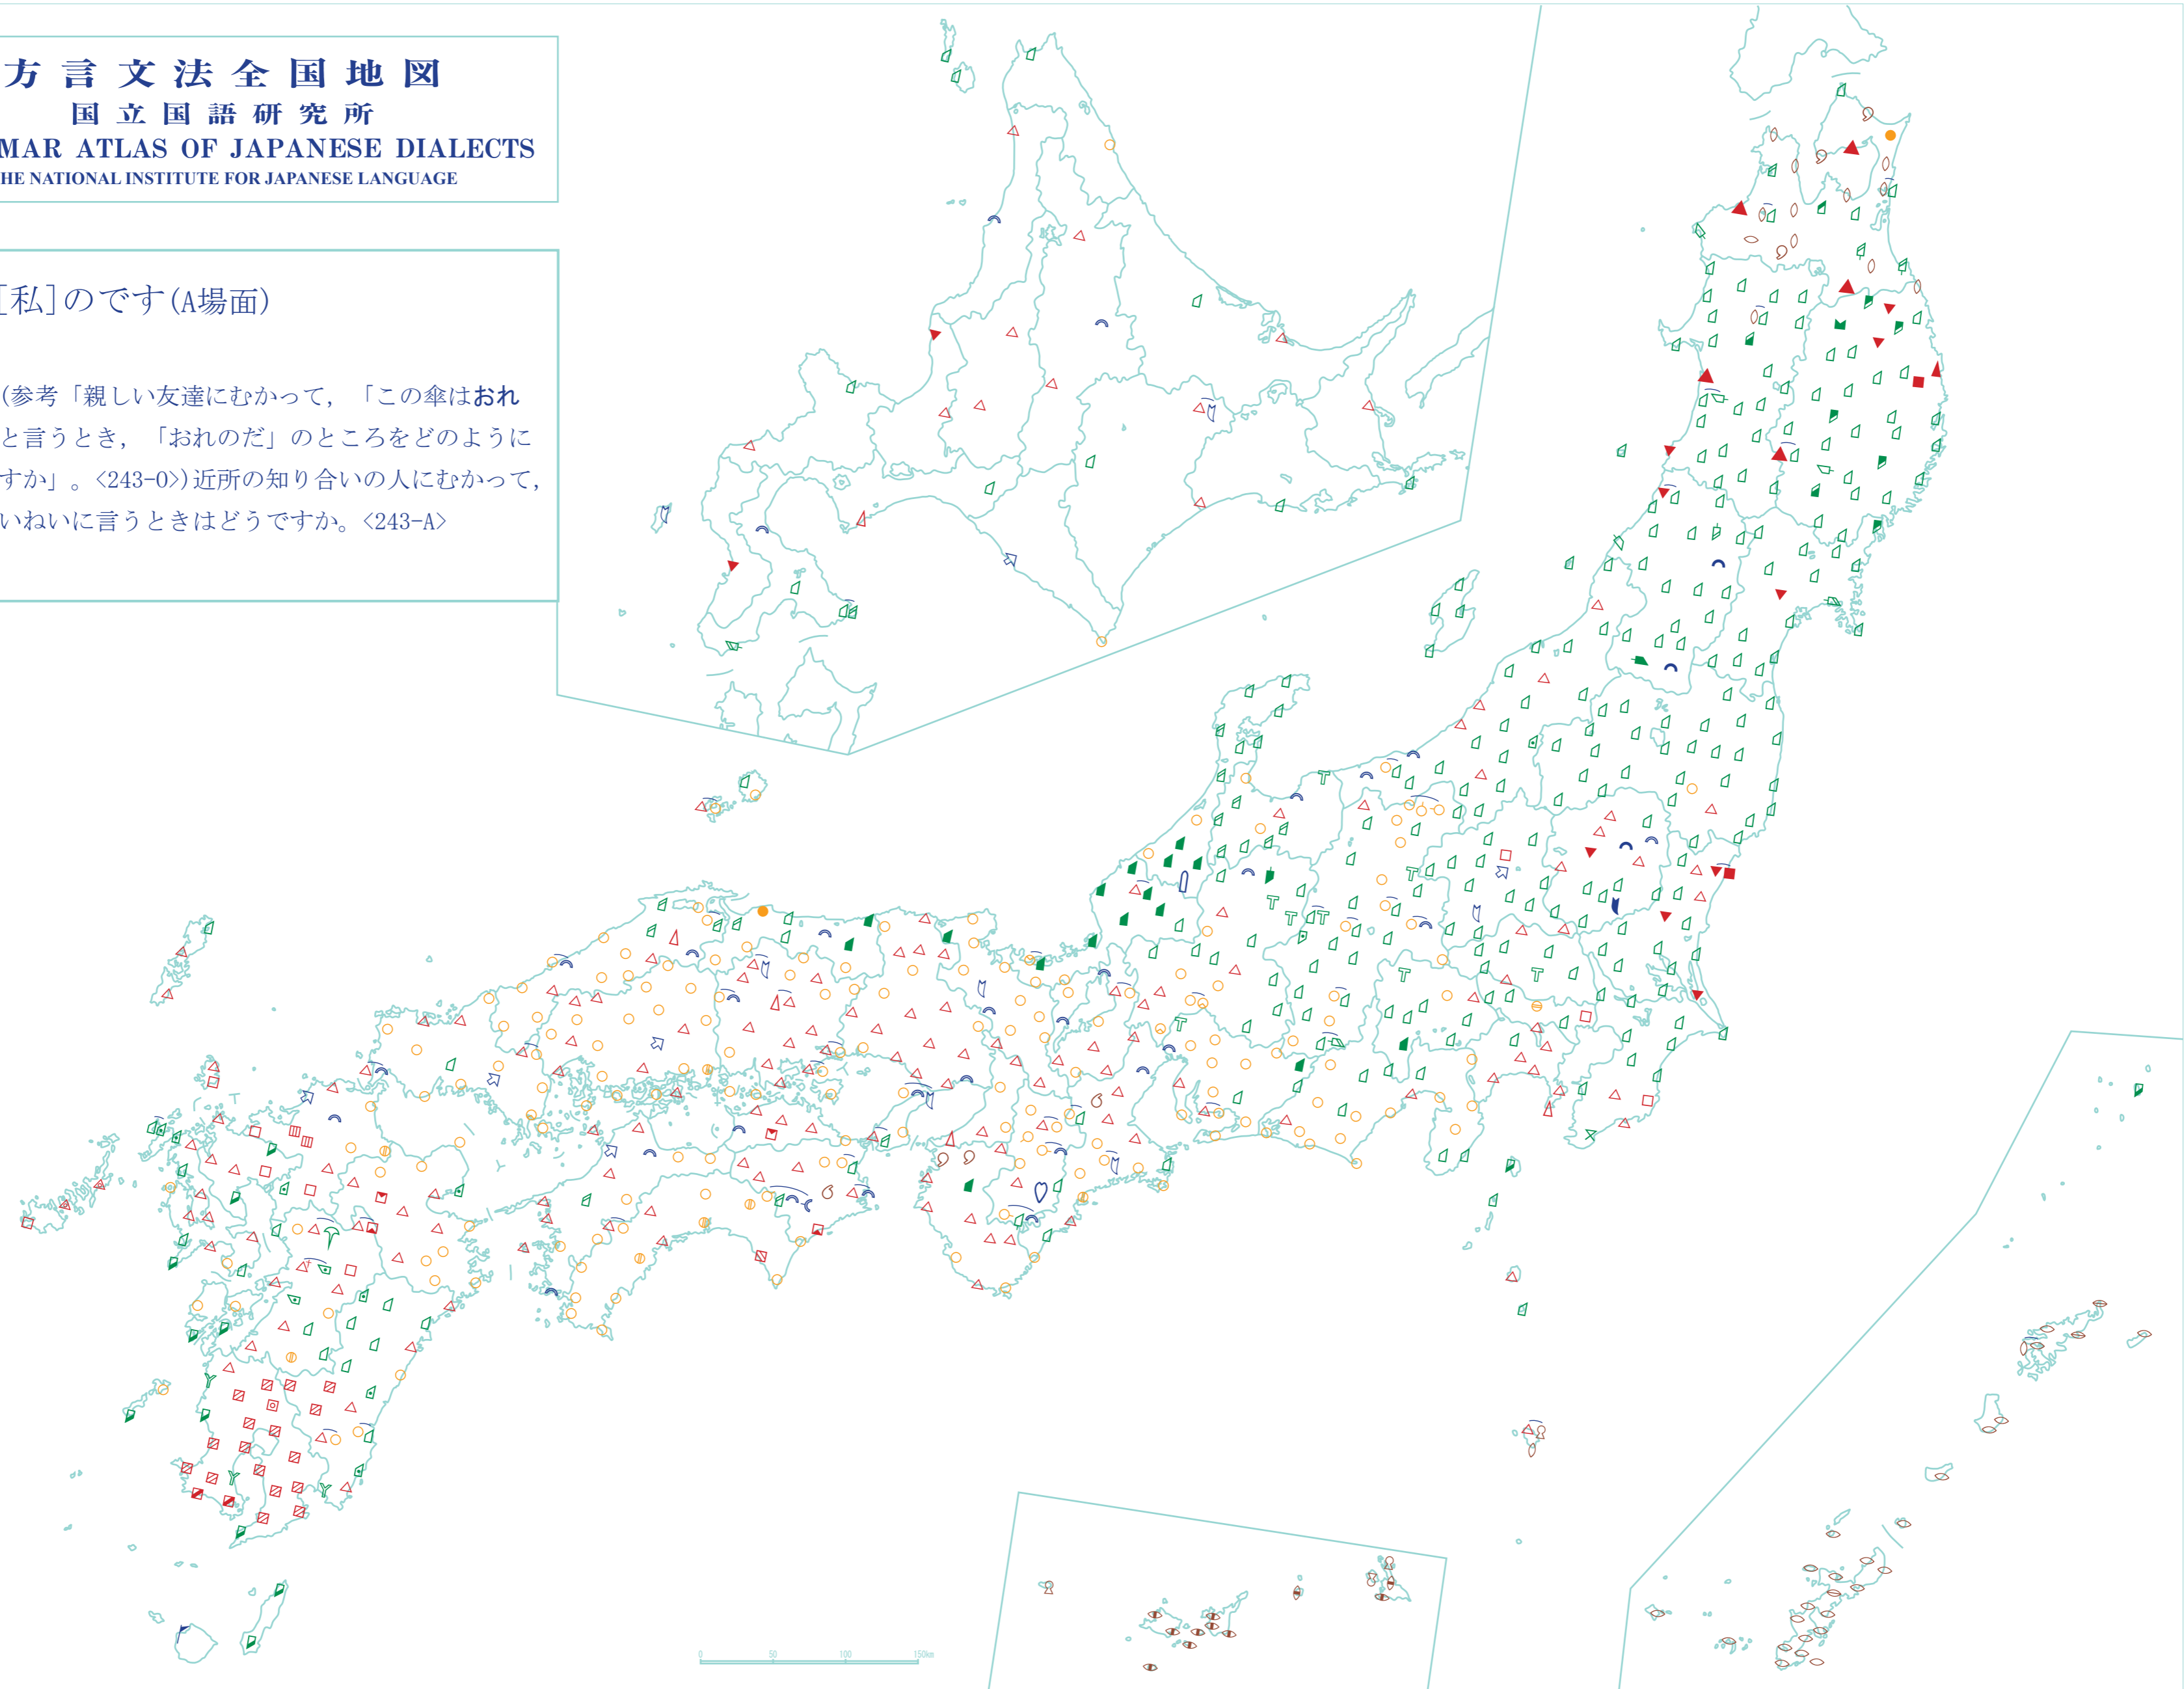 方言文法全国地図
国立国語研究所
MAR ATLAS OF JAPANESE DIALECTS
HE NATIONAL INSTITUTE FOR JAPANESE LANGUAGE
[私]のです(A場面)
(参考「親しい友達にむかって，「この傘はおれ
と言うとき，「おれのだ」のところをどのように
すか」。<243-0>)近所の知り合いの人にむかって，
いねいに言うときはどうですか。<243-A>
0 50 100 150km